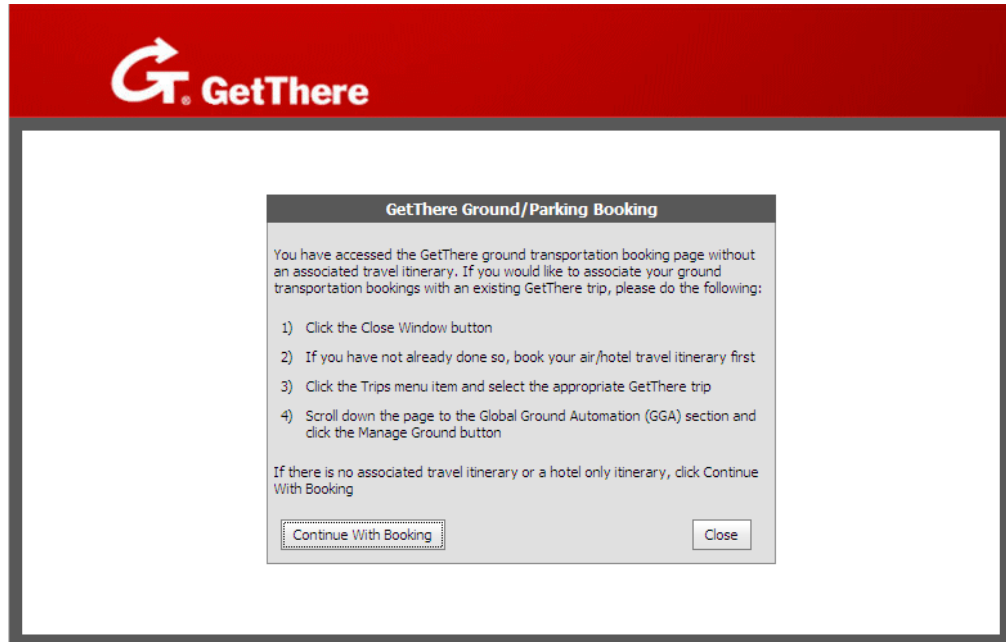 GT® GetThere
GetThere Ground/Parking Booking
You have accessed the GetThere ground transportation booking page without
an associated travel itinerary. If you would like to associate your ground
transportation bookings with an existing GetThere trip, please do the following:
1) Click the Close Window button
2) If you have not already done so, book your air/hotel travel itinerary first
3) Click the Trips menu item and select the appropriate GetThere trip
4) Scroll down the page to the Global Ground Automation (GGA) section and
click the Manage Ground button
If there is no associated travel itinerary or a hotel only itinerary, click Continue
With Booking
Continue With Booking Close